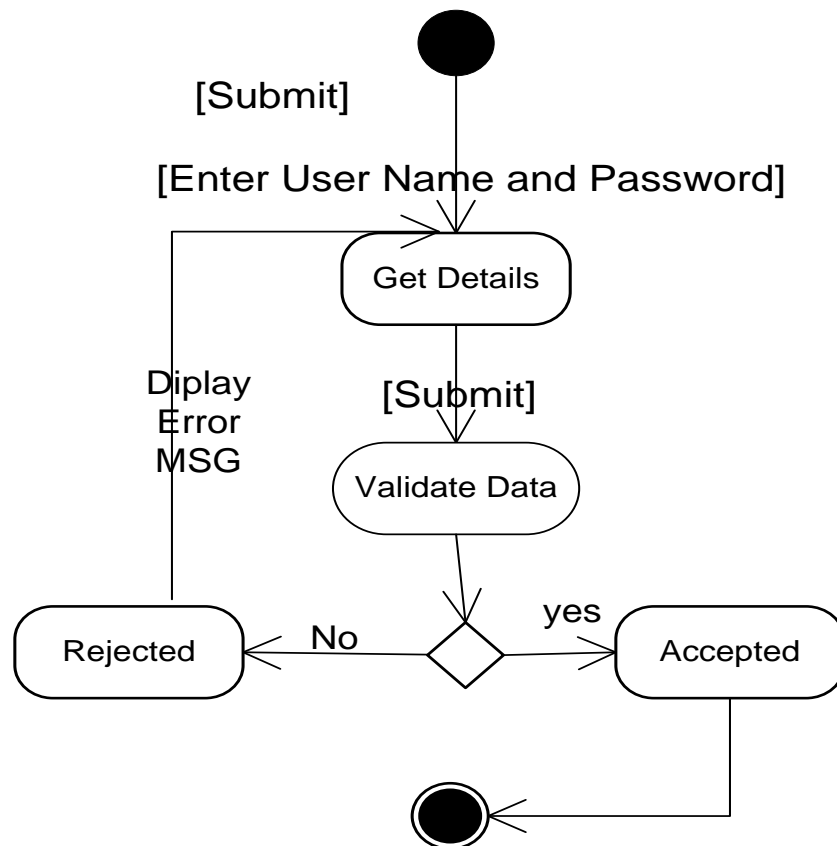 [Submit]
[Enter User Name and Password]
Get Details
Diplay
Error
MSG
[Submit]
Validate Data
No
yes
Rejected
Accepted